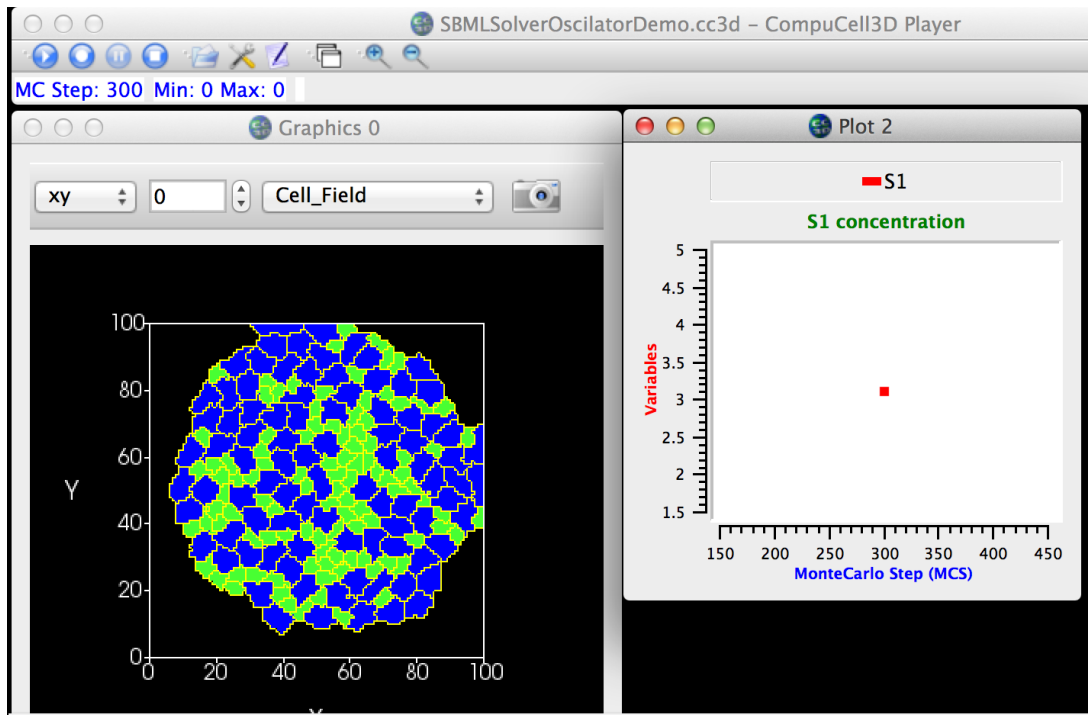 SBMLSolverOscilatorDemo.cc3d – CompuCell3D Player
MC Step: 300 Min: 0 Max: 0
Graphics 0
xy
0
Cell_Field
100
80
60
Y
40
20
0
0 20 40 60 80 100
Plot 2
S1
S1 concentration
5
4.5
4
3.5
Variables
3
2.5
2
1.5
150 200 250 300 350 400 450
MonteCarlo Step (MCS)